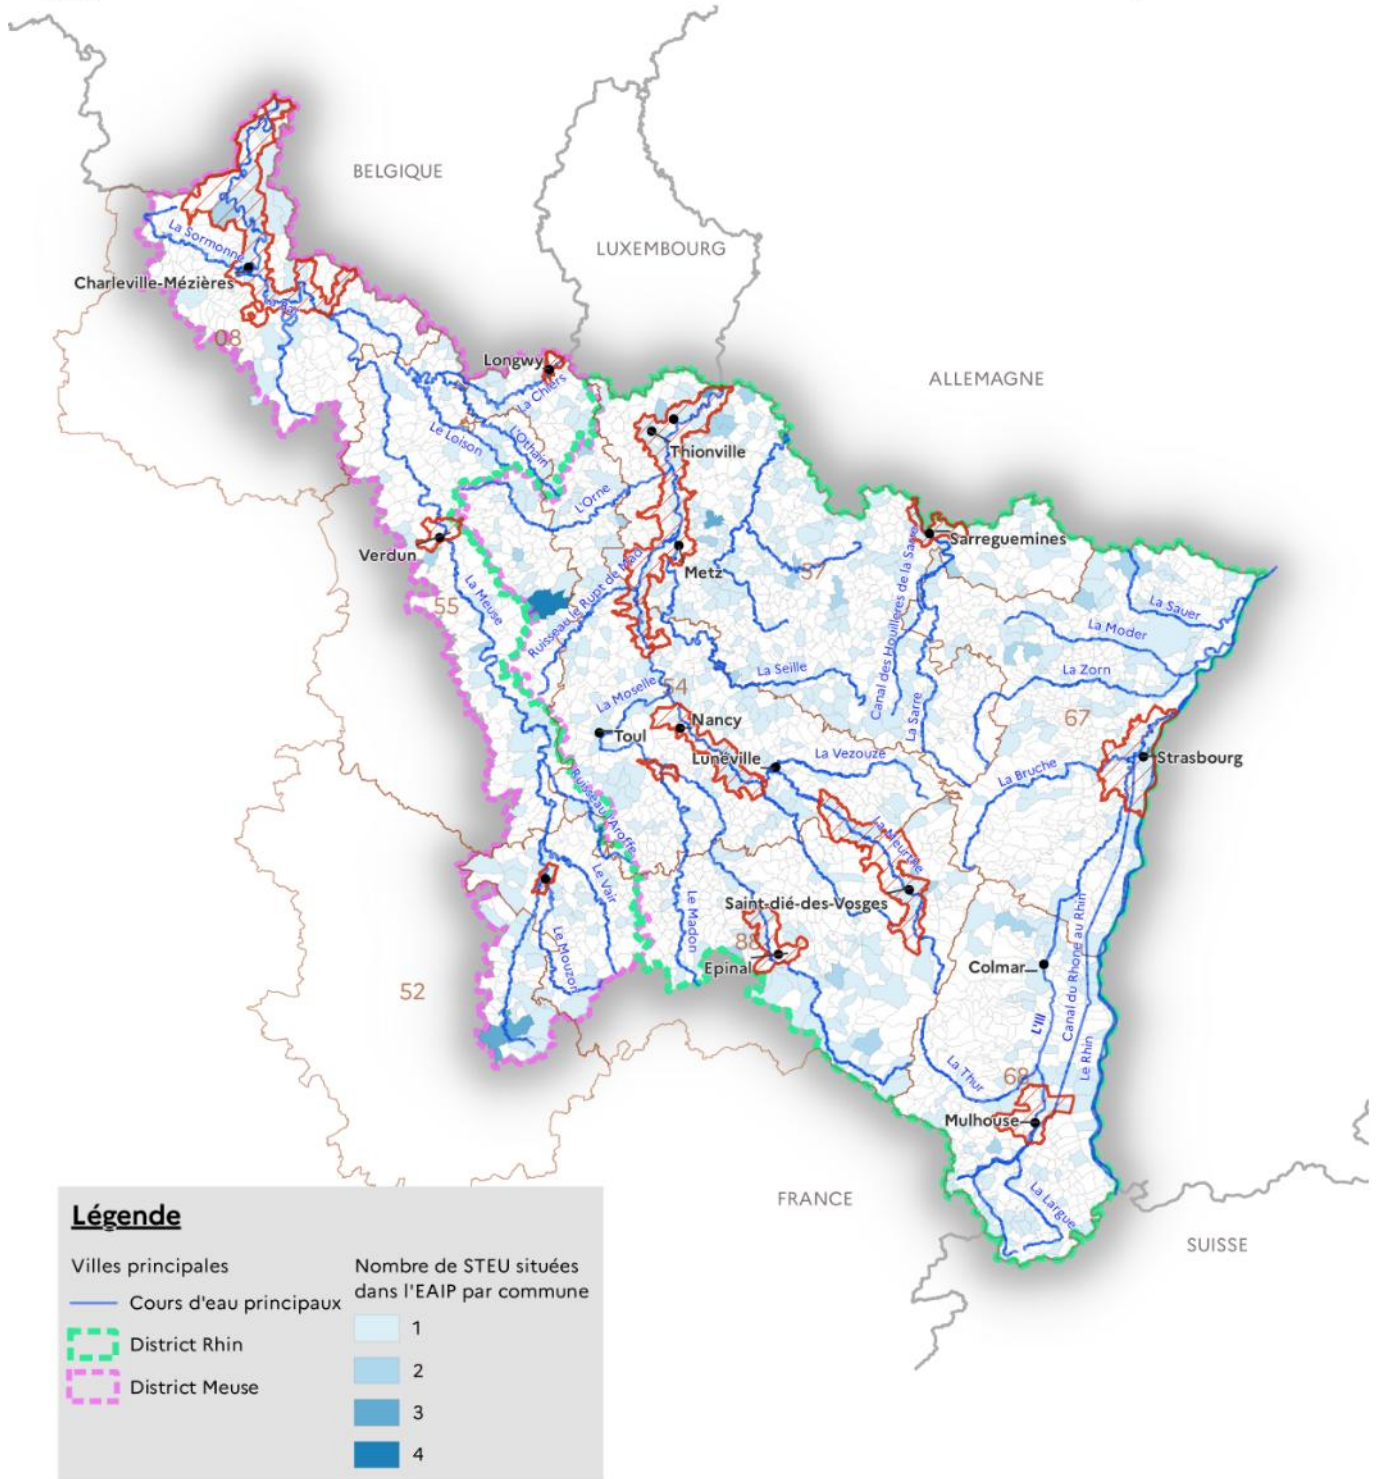 BELGIQUE
LUXEMBOURG
ALLEMAGNE
La Sormonne
Charleville-Mézières
08
Longwy
La Chiers
L'Othain
Le Loison
Thionville
L'Orne
Verdun
Metz
57
Sarreguemines
55
La Meuse
Ruisseau le Rupt de Mad
Canal des Houilleres de la Sarre
La Sauer
La Moder
La Zorn
La Seille
La Moselle
54
La Sarre
67
Nancy
Toul
Lunéville
La Vezouze
La Bruche
Strasbourg
Ruisseau l'Aroffe
La Meurthe
Le Vair
Saint-dié-des-Vosges
Le Madon
88
Epinal
Le Mouzon
52
Colmar
L'Ill
Canal du Rhone au Rhin
Le Rhin
La Thur
68
Mulhouse
La Largue
FRANCE
SUISSE
Légende
Villes principales
Cours d'eau principaux
District Rhin
District Meuse
Nombre de STEU situées
dans l'EAIP par commune
1
2
3
4